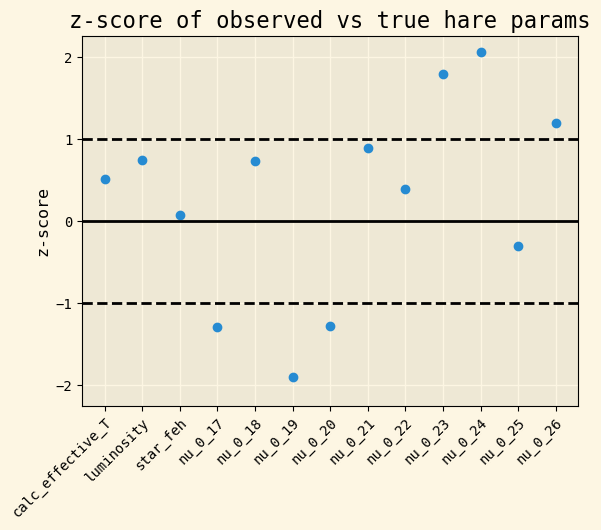 z-score of observed vs true hare params
z-score
2
1
0
−1
−2
calc_effective_T
luminosity
star_feh
nu_0_17
nu_0_18
nu_0_19
nu_0_20
nu_0_21
nu_0_22
nu_0_23
nu_0_24
nu_0_25
nu_0_26